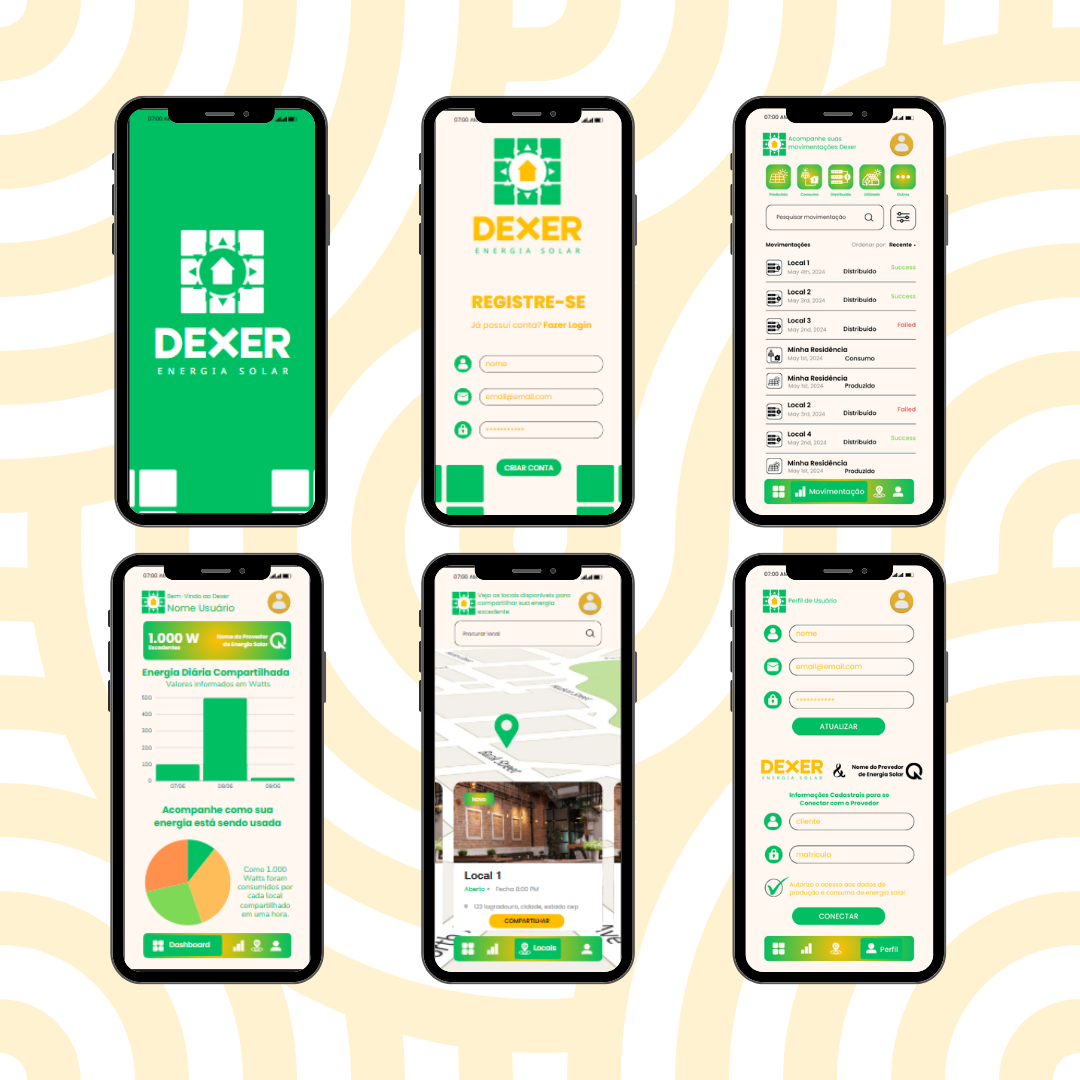 07:00 AM
DEXER
ENERGIA SOLAR
07:00 AM
DEXER
ENERGIA SOLAR
REGISTRE-SE
Já possui conta? Fazer Login
nome
email@email.com
***********
CRIAR CONTA
07:00 AM
Acompanhe suas
movimentações Dexer
Produzido Consumo Distribuído Utilizado Outros
Pesquisar movimentação
Movimentações Ordenar por: Recente
Local 1
May 4th, 2024 Distribuído Success
Local 2
May 3rd, 2024 Distribuído Success
Local 3
May 2nd, 2024 Distribuído Failed
Minha Residência
May 1st, 2024 Consumo
Minha Residência
May 1st, 2024 Produzido
Local 2
May 3rd, 2024 Distribuído Failed
Local 4
May 2nd, 2024 Distribuído Success
Minha Residência
May 1st, 2024 Produzido
Movimentação
07:00 AM
Bem-Vindo ao Dexer
Nome Usuário
1.000 W
Excedentes
Nome do Provedor
de Energia Solar
Energia Diária Compartilhada
Valores informados em Watts
500
400
300
200
100
0
07/06 08/06 09/06
Acompanhe como sua
energia está sendo usada
Como 1.000
Watts foram
consumidos por
cada local
compartilhado
em uma hora.
Dashboard
07:00 AM
Veja os locais disponíveis para
compartilhar sua energia
excedente
Procurar local
Novo
Local 1
Aberto • Fecha 8:00 PM
123 logradouro, cidade, estado cep
COMPARTILHAR
Locais
07:00 AM
Perfil de Usuário
nome
email@email.com
***********
ATUALIZAR
DEXER
ENERGIA SOLAR
&
Nome do Provedor
de Energia Solar
Informações Cadastrais para se
Conectar com o Provedor
cliente
matrícula
Autorizo o acesso aos dados de
produção e consumo de energia solar
CONECTAR
Perfil